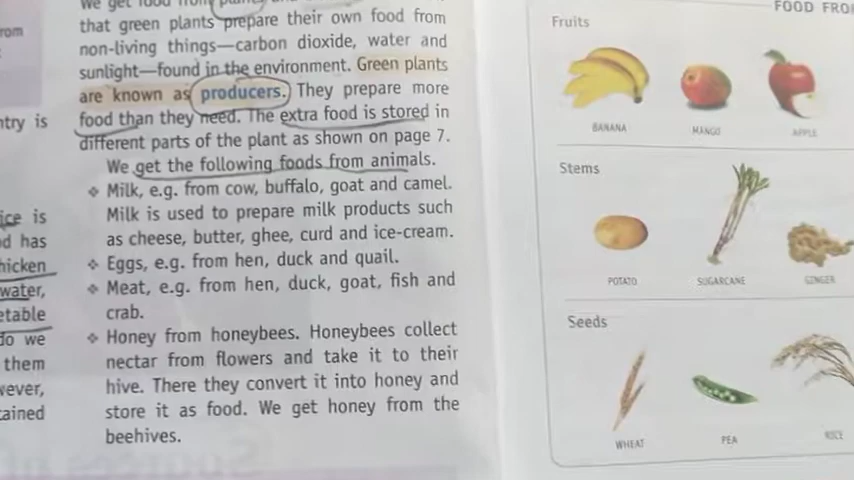 We get food from plants
that green plants prepare their own food from
non-living things—carbon dioxide, water and
sunlight—found in the environment. Green plants
are known as producers. They prepare more
food than they need. The extra food is stored in
different parts of the plant as shown on page 7.
We get the following foods from animals.
❖ Milk, e.g. from cow, buffalo, goat and camel.
Milk is used to prepare milk products such
as cheese, butter, ghee, curd and ice-cream.
❖ Eggs, e.g. from hen, duck and quail.
❖ Meat, e.g. from hen, duck, goat, fish and
crab.
❖ Honey from honeybees. Honeybees collect
nectar from flowers and take it to their
hive. There they convert it into honey and
store it as food. We get honey from the
beehives.
is
is
has
water,
do we
them
FOOD FRO
Fruits
BANANA
MANGO
APPLE
Stems
POTATO
SUGARCANE
GINGER
Seeds
WHEAT
PEA
RICE